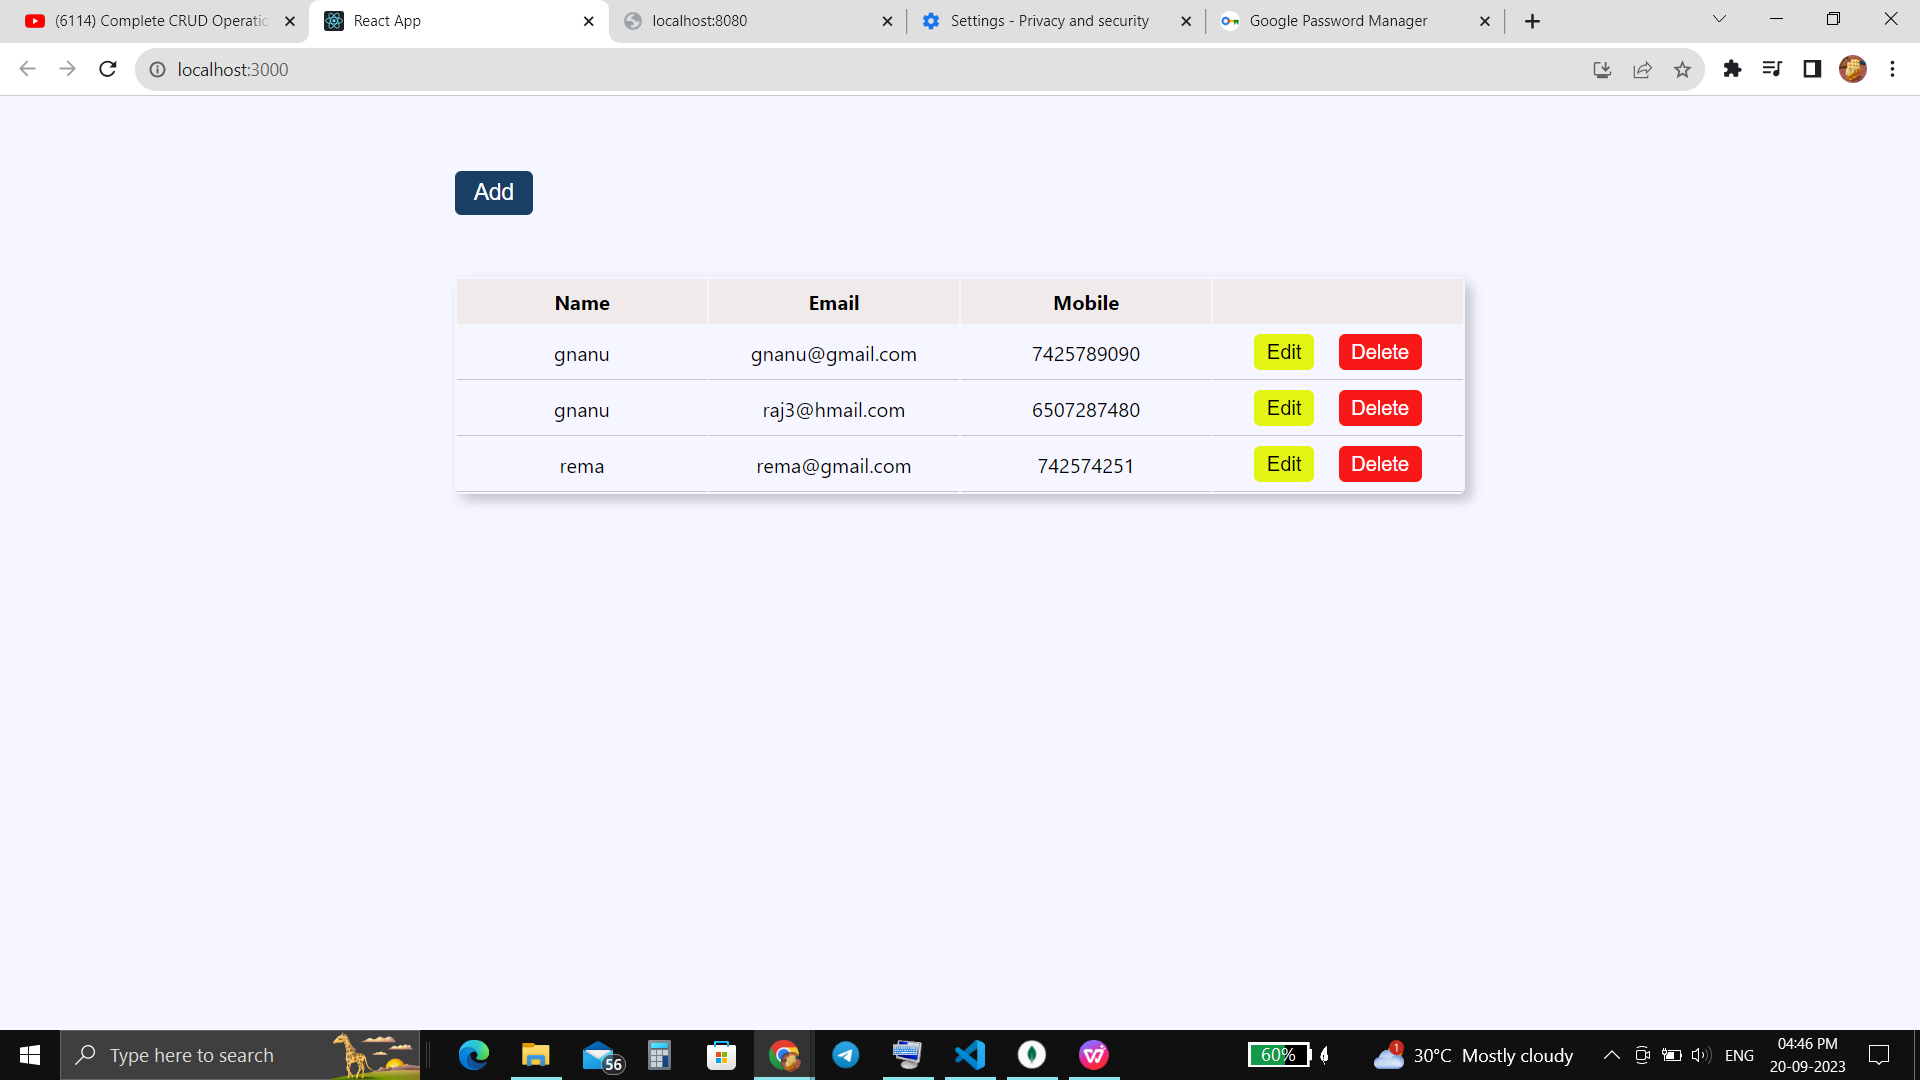 (6114) Complete CRUD Operatic
React App
localhost:8080
Settings - Privacy and security
Google Password Manager
localhost:3000
Add
Name Email Mobile
gnanu gnanu@gmail.com 7425789090 Edit Delete
gnanu raj3@hmail.com 6507287480 Edit Delete
rema rema@gmail.com 742574251 Edit Delete
Type here to search
56
60%
1
30°C Mostly cloudy
ENG
04:46 PM
20-09-2023